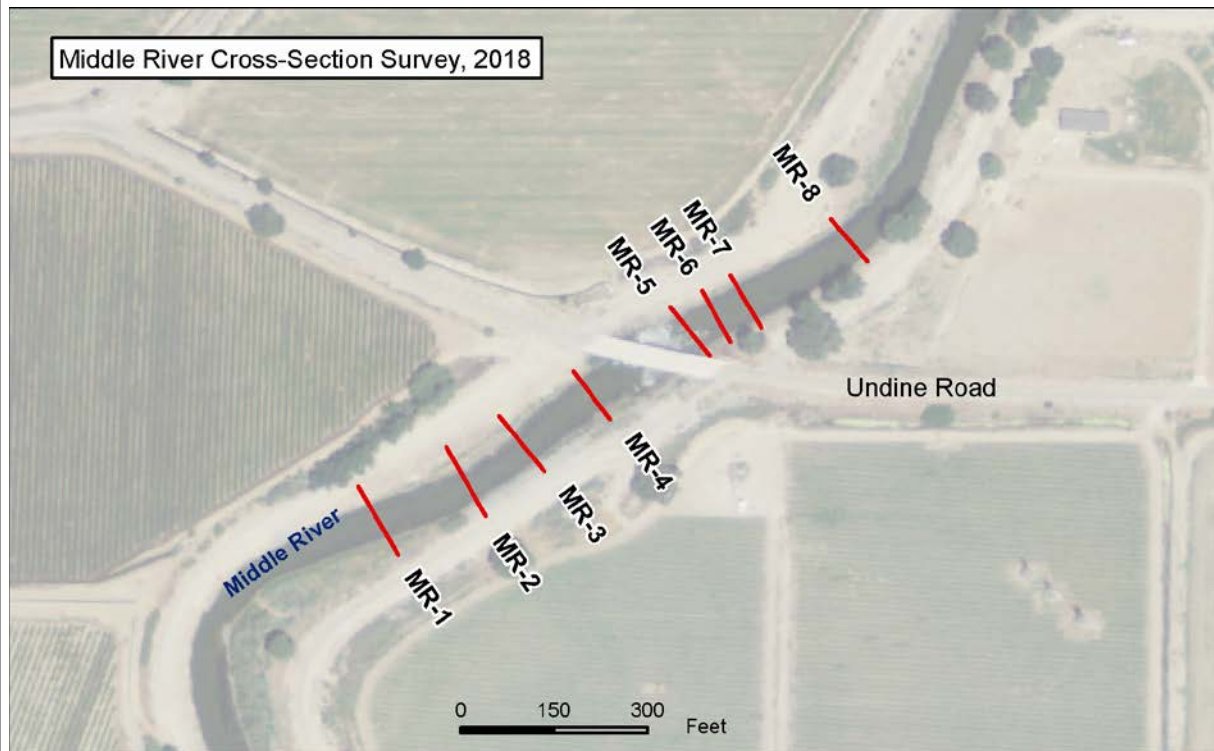 Middle River Cross-Section Survey, 2018
MR-8
MR-7
MR-6
MR-5
Undine Road
MR-4
MR-3
Middle River
MR-2
MR-1
0 150 300
Feet